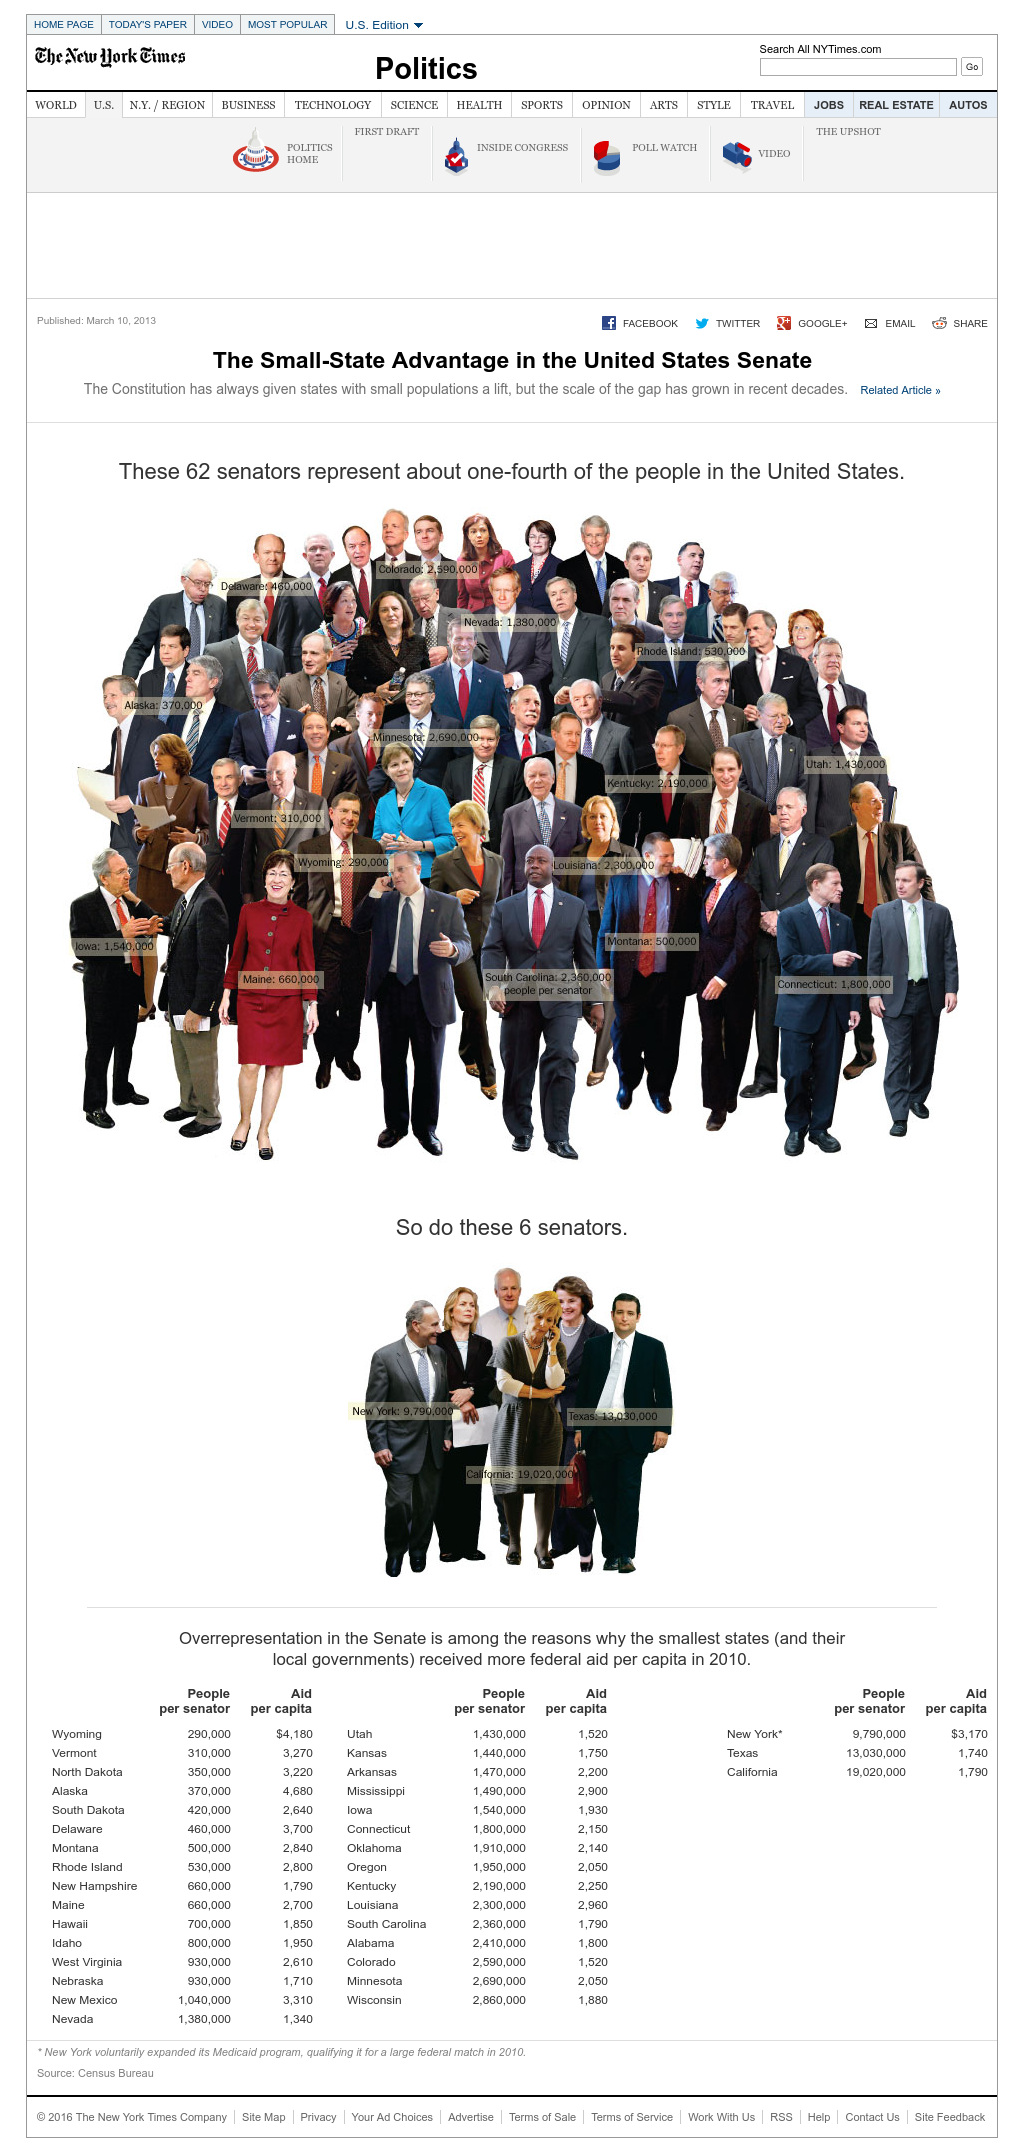 HOME PAGE TODAY'S PAPER VIDEO MOST POPULAR U.S. Edition
The New York Times
Politics
Search All NYTimes.com
Go
WORLD U.S. N.Y. / REGION BUSINESS TECHNOLOGY SCIENCE HEALTH SPORTS OPINION ARTS STYLE TRAVEL JOBS REAL ESTATE AUTOS
POLITICS HOME
FIRST DRAFT
INSIDE CONGRESS
POLL WATCH
VIDEO
THE UPSHOT
Published: March 10, 2013
FACEBOOK TWITTER GOOGLE+ EMAIL SHARE
The Small-State Advantage in the United States Senate
The Constitution has always given states with small populations a lift, but the scale of the gap has grown in recent decades. Related Article »
These 62 senators represent about one-fourth of the people in the United States.
Colorado: 2,590,000
Delaware: 460,000
Nevada: 1,380,000
Rhode Island: 530,000
Alaska: 370,000
Minnesota: 2,690,000
Utah: 1,430,000
Kentucky: 2,190,000
Vermont: 310,000
Wyoming: 290,000
Louisiana: 2,300,000
Iowa: 1,540,000
Montana: 500,000
Maine: 660,000
South Carolina: 2,360,000
people per senator
Connecticut: 1,800,000
So do these 6 senators.
New York: 9,790,000
Texas: 13,030,000
California: 19,020,000
Overrepresentation in the Senate is among the reasons why the smallest states (and their
local governments) received more federal aid per capita in 2010.
People Aid People Aid People Aid
per senator per capita per senator per capita per senator per capita
Wyoming 290,000 $4,180 Utah 1,430,000 1,520 New York* 9,790,000 $3,170
Vermont 310,000 3,270 Kansas 1,440,000 1,750 Texas 13,030,000 1,740
North Dakota 350,000 3,220 Arkansas 1,470,000 2,200 California 19,020,000 1,790
Alaska 370,000 4,680 Mississippi 1,490,000 2,900
South Dakota 420,000 2,640 Iowa 1,540,000 1,930
Delaware 460,000 3,700 Connecticut 1,800,000 2,150
Montana 500,000 2,840 Oklahoma 1,910,000 2,140
Rhode Island 530,000 2,800 Oregon 1,950,000 2,050
New Hampshire 660,000 1,790 Kentucky 2,190,000 2,250
Maine 660,000 2,700 Louisiana 2,300,000 2,960
Hawaii 700,000 1,850 South Carolina 2,360,000 1,790
Idaho 800,000 1,950 Alabama 2,410,000 1,800
West Virginia 930,000 2,610 Colorado 2,590,000 1,520
Nebraska 930,000 1,710 Minnesota 2,690,000 2,050
New Mexico 1,040,000 3,310 Wisconsin 2,860,000 1,880
Nevada 1,380,000 1,340
* New York voluntarily expanded its Medicaid program, qualifying it for a large federal match in 2010.
Source: Census Bureau
© 2016 The New York Times Company Site Map Privacy Your Ad Choices Advertise Terms of Sale Terms of Service Work With Us RSS Help Contact Us Site Feedback